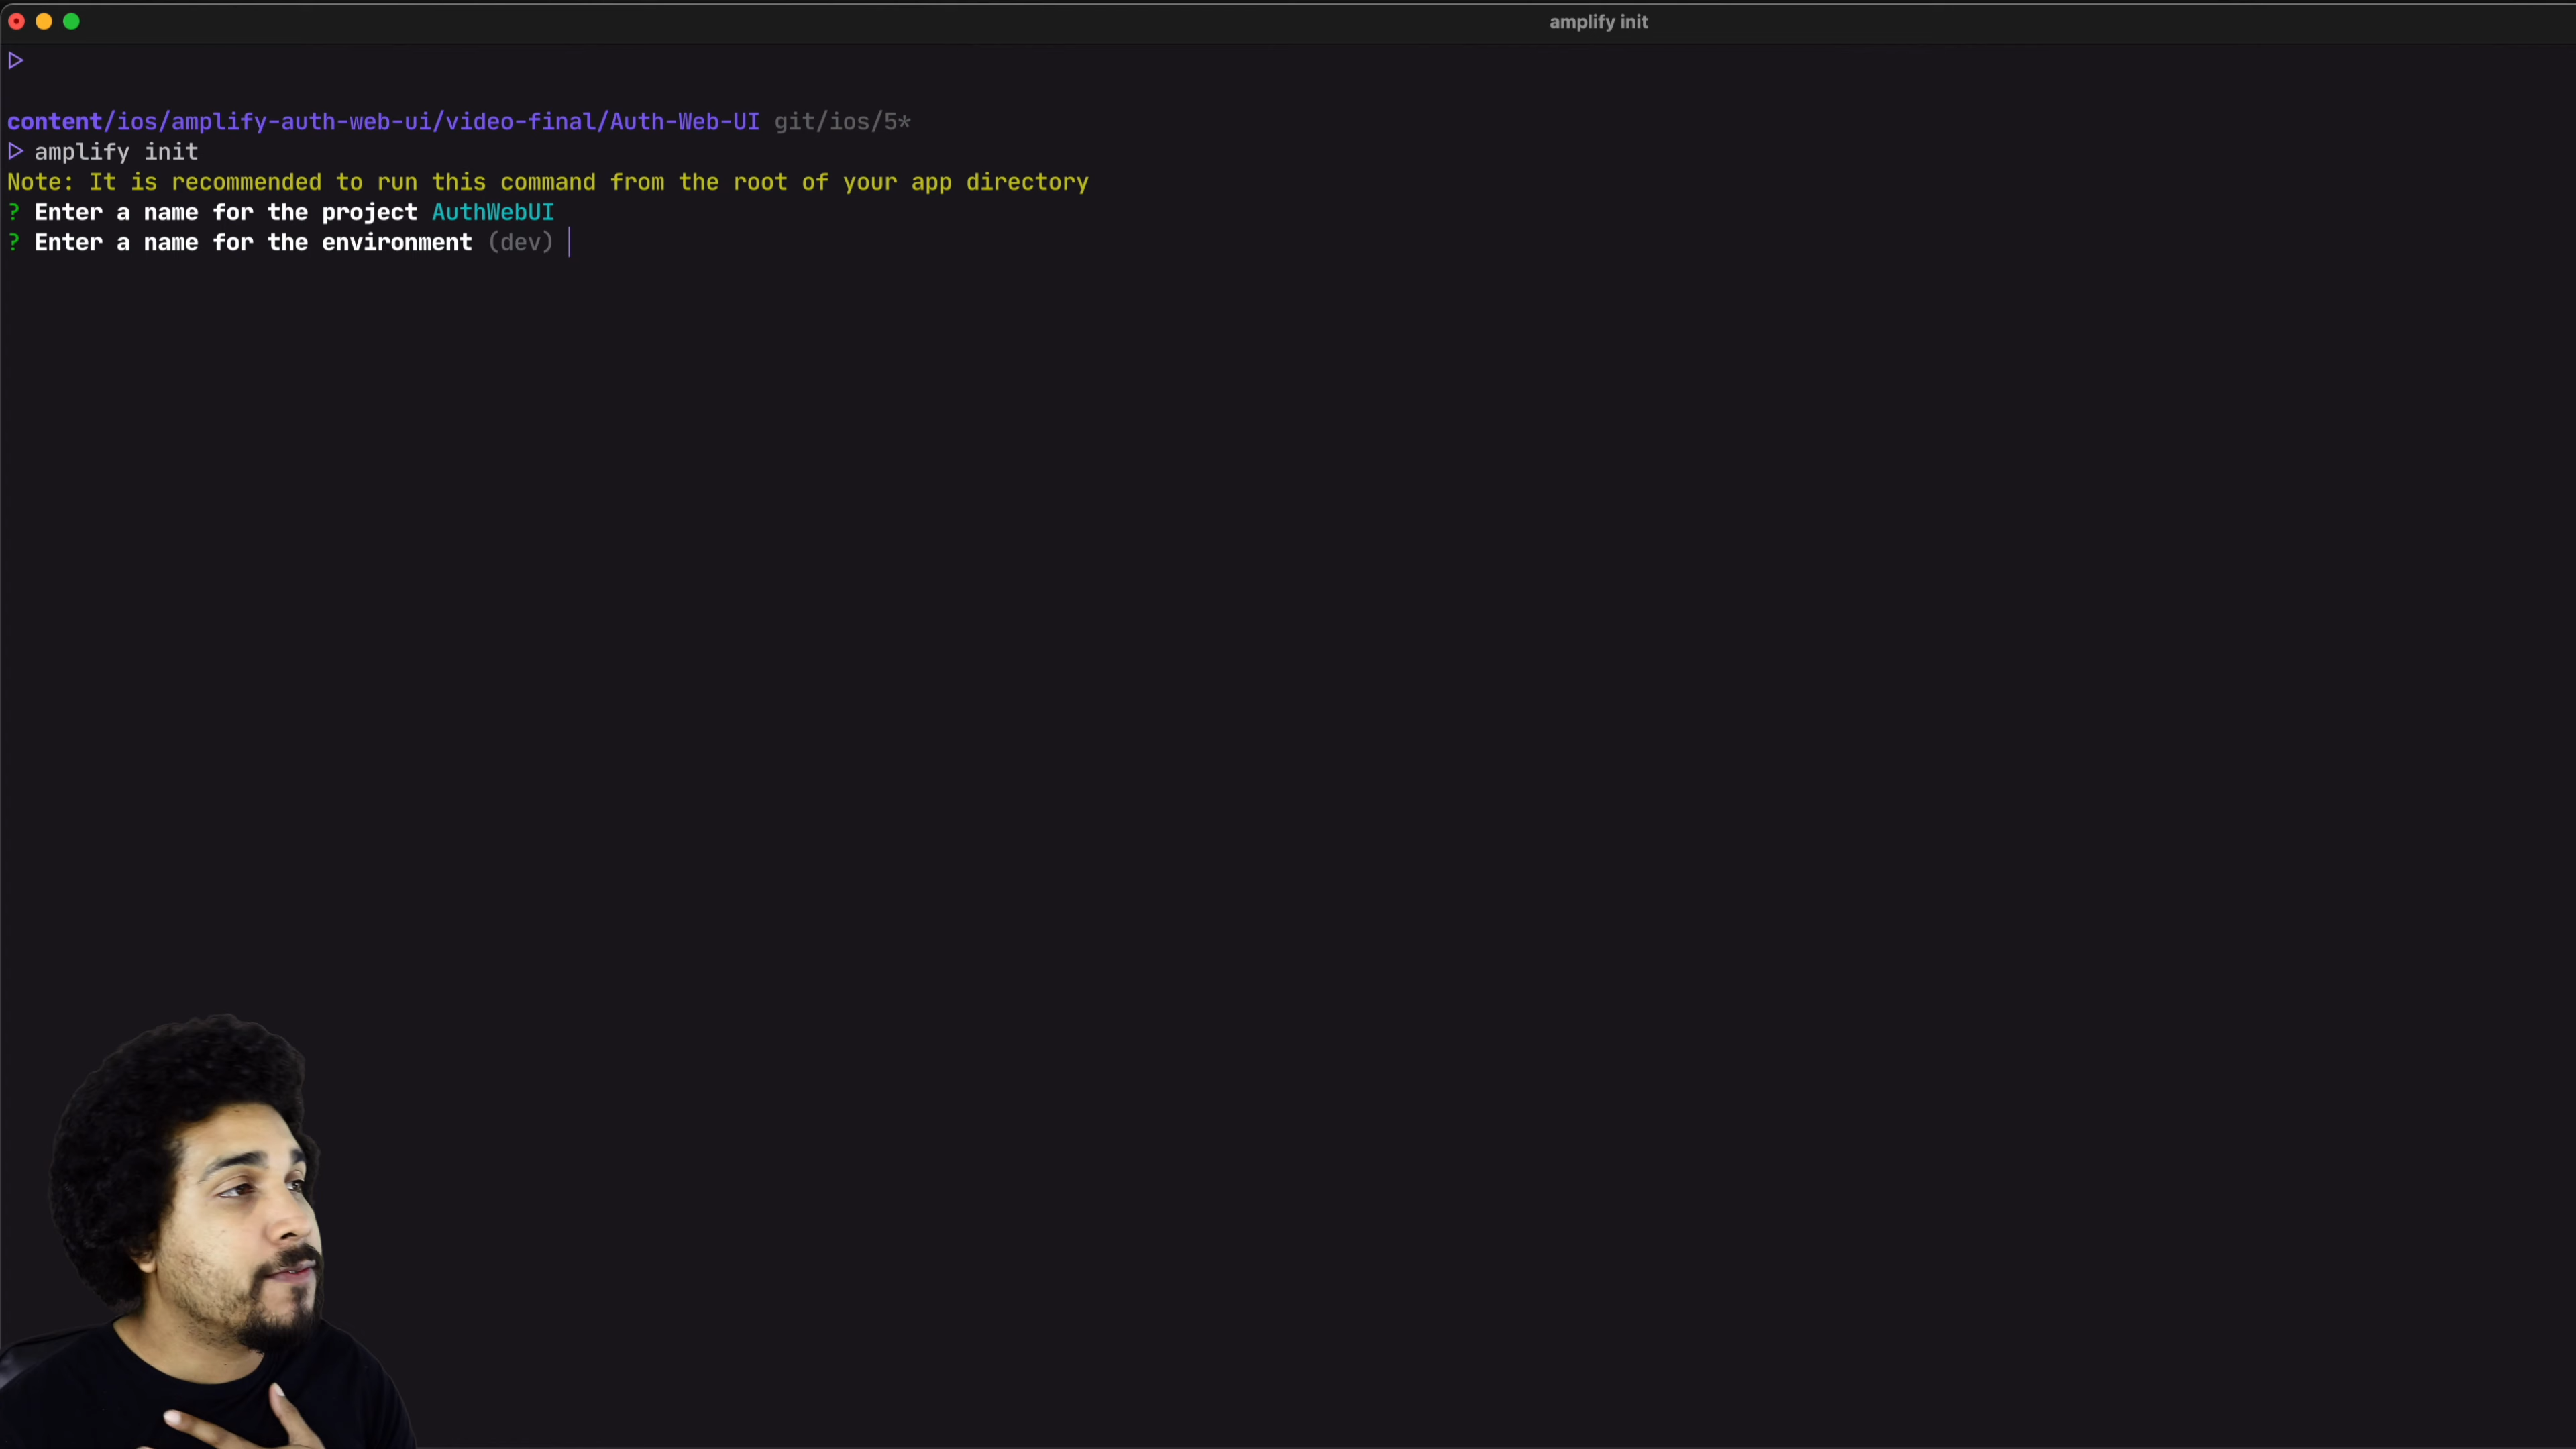 amplify init
content/ios/amplify-auth-web-ui/video-final/Auth-Web-UI git/ios/5*
▷ amplify init
Note: It is recommended to run this command from the root of your app directory
? Enter a name for the project AuthWebUI
? Enter a name for the environment (dev)